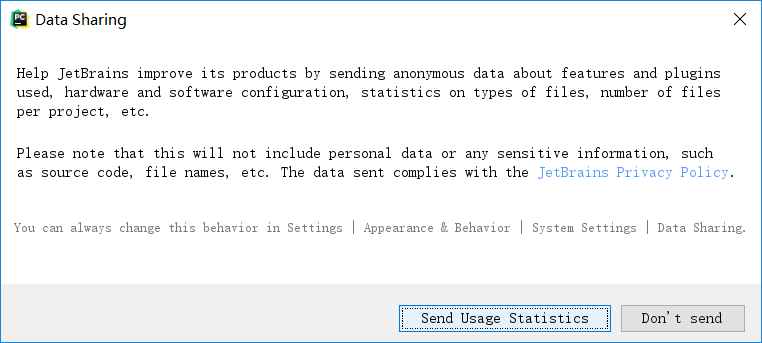 PC
Data Sharing
Help JetBrains improve its products by sending anonymous data about features and plugins
used, hardware and software configuration, statistics on types of files, number of files
per project, etc.
Please note that this will not include personal data or any sensitive information, such
as source code, file names, etc. The data sent complies with the JetBrains Privacy Policy.
You can always change this behavior in Settings | Appearance & Behavior | System Settings | Data Sharing.
Send Usage Statistics
Don't send